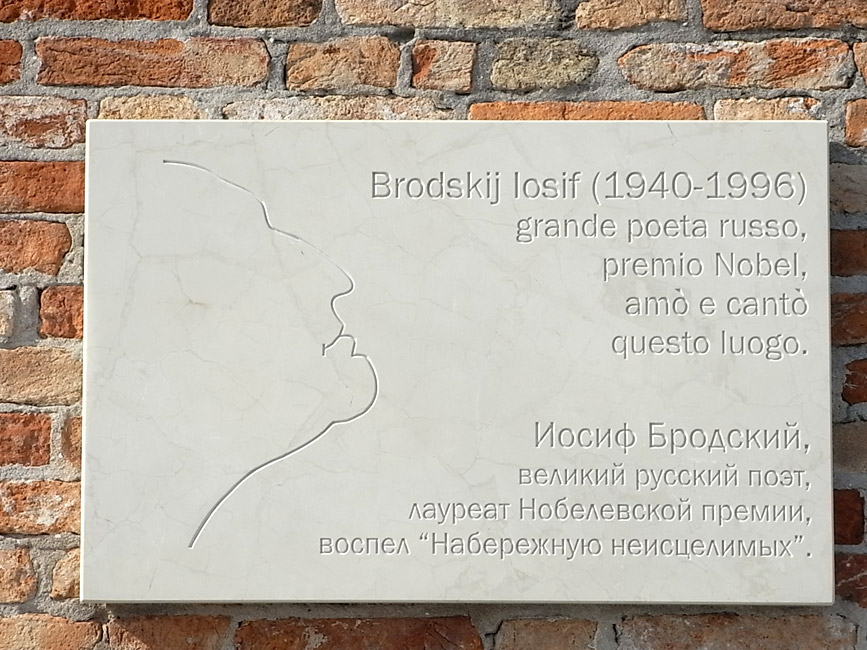 Brodskij Iosif (1940-1996)
grande poeta russo,
premio Nobel,
amò e cantò
questo luogo.
Иосиф Бродский,
великий русский поэт,
лауреат Нобелевской премии,
воспел “Набережную неисцелимых”.